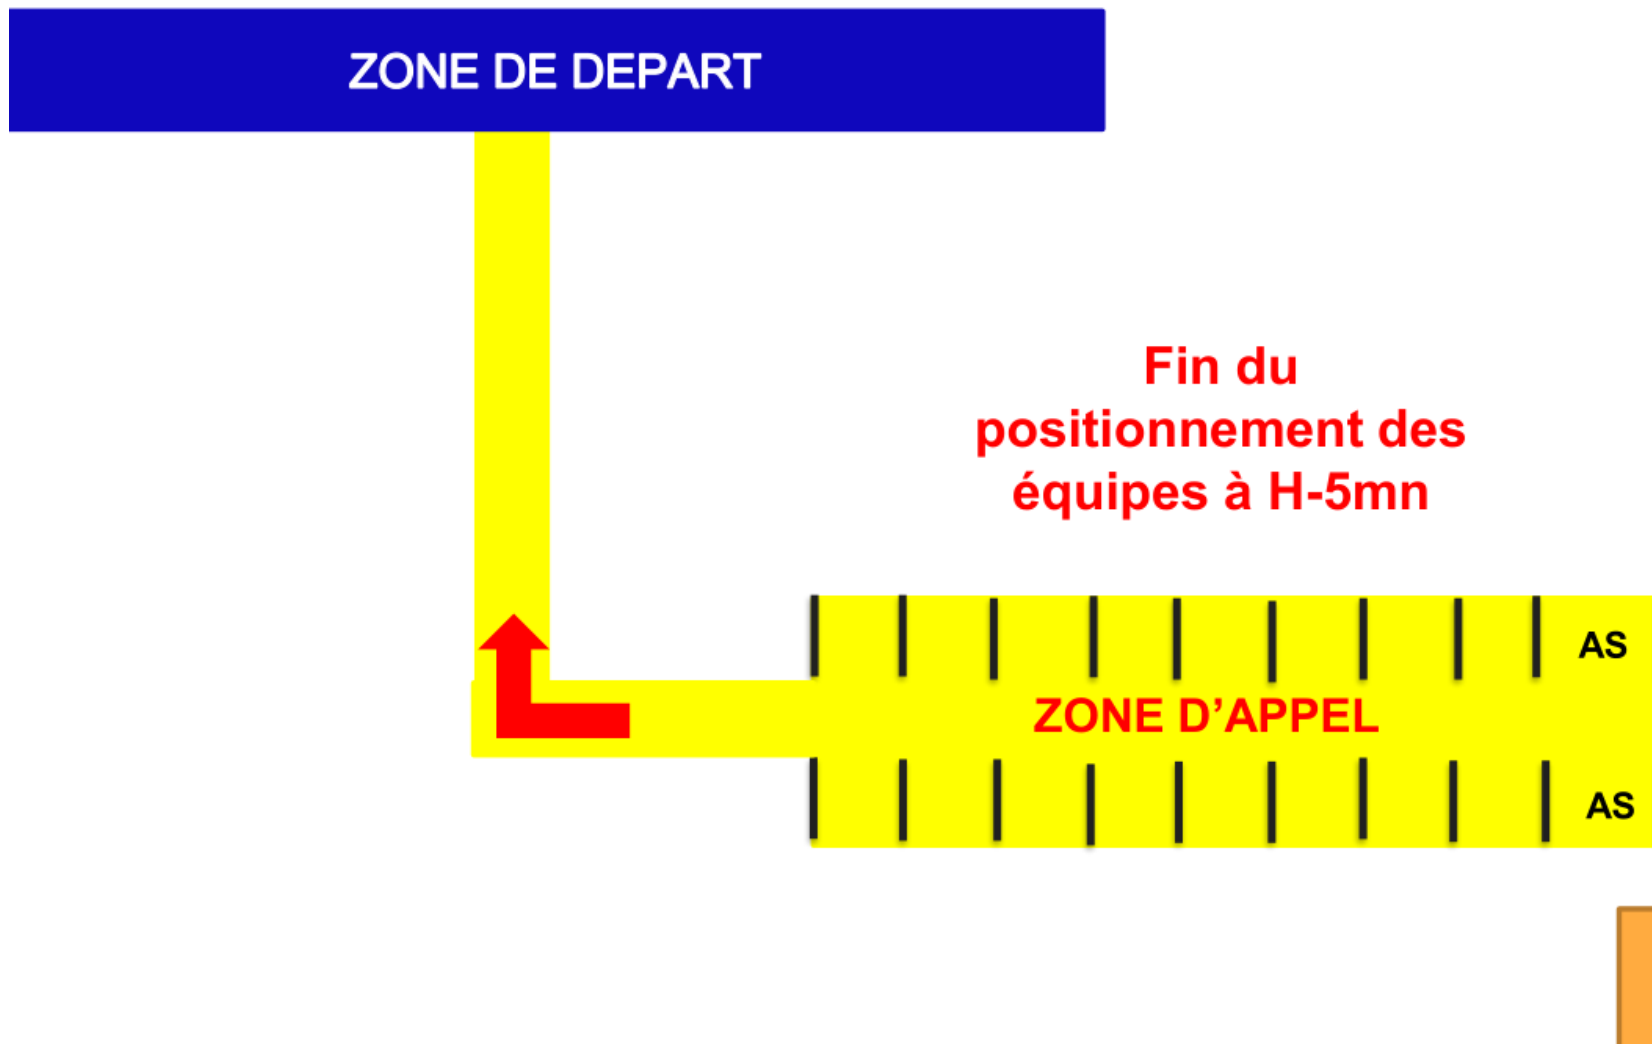 ZONE DE DEPART
Fin du
positionnement des
équipes à H-5mn
AS
ZONE D’APPEL
AS